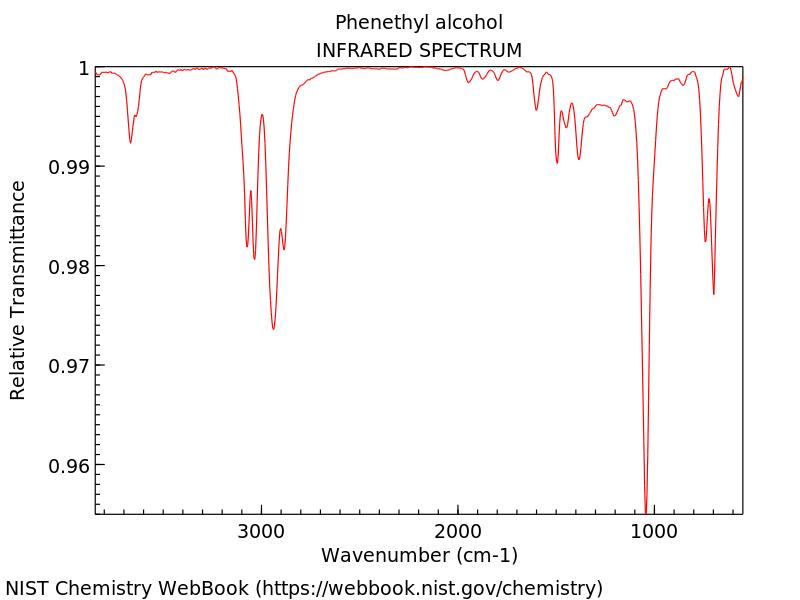 Phenethyl alcohol
INFRARED SPECTRUM
1
0.99
0.98
0.97
0.96
Relative Transmittance
3000
2000
1000
Wavenumber (cm-1)
NIST Chemistry WebBook (https://webbook.nist.gov/chemistry)